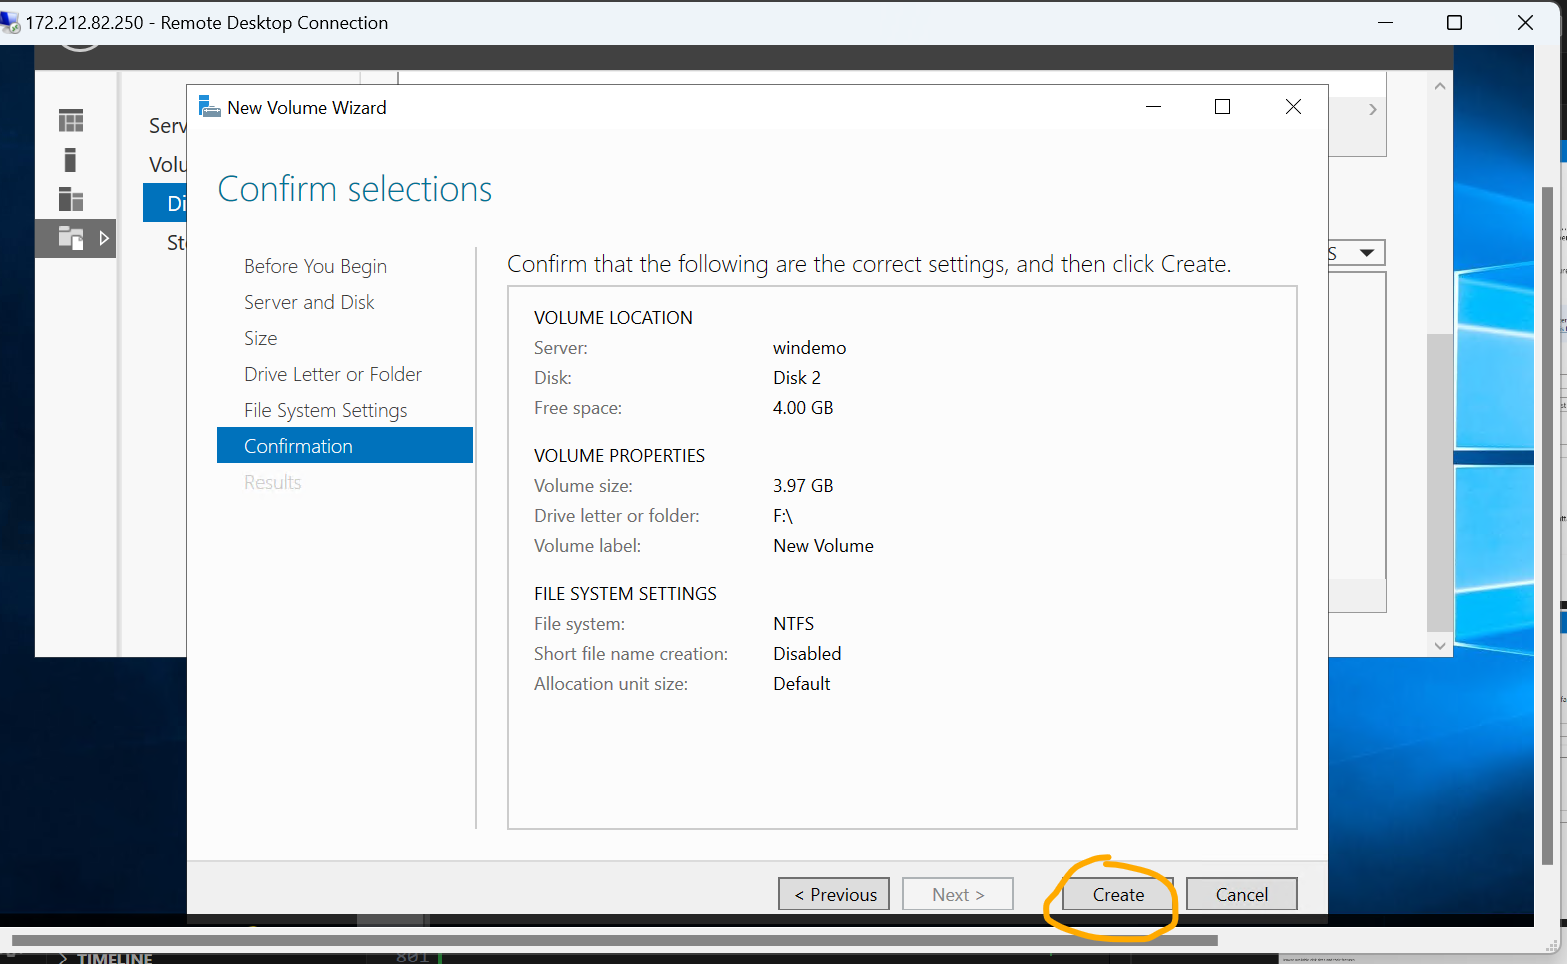 172.212.82.250 - Remote Desktop Connection
New Volume Wizard
Serv
Volu
Di
St
Confirm selections
Before You Begin
Server and Disk
Size
Drive Letter or Folder
File System Settings
Confirmation
Results
Confirm that the following are the correct settings, and then click Create.
VOLUME LOCATION
Server: windemo
Disk: Disk 2
Free space: 4.00 GB
VOLUME PROPERTIES
Volume size: 3.97 GB
Drive letter or folder: F:\
Volume label: New Volume
FILE SYSTEM SETTINGS
File system: NTFS
Short file name creation: Disabled
Allocation unit size: Default
S
< Previous
Next >
Create
Cancel
> TIMELINE
801